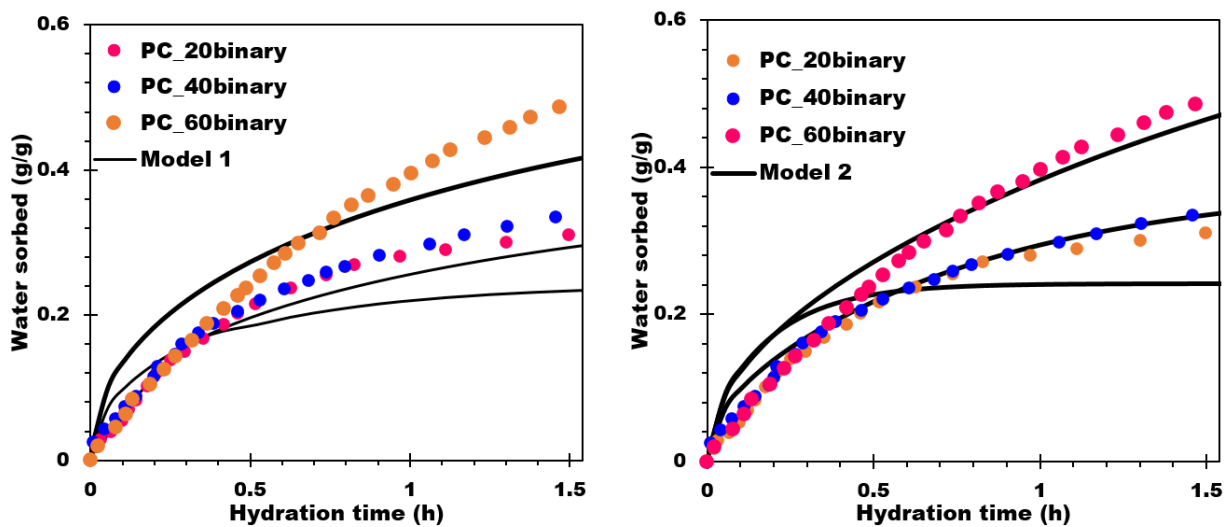 0.6
PC_20binary
PC_40binary
PC_60binary
Model 1
0.4
0.2
0
Water sorbed (g/g)
0
0.5
1
1.5
Hydration time (h)
0.6
PC_20binary
PC_40binary
PC_60binary
Model 2
0.4
0.2
0
Water sorbed (g/g)
0
0.5
1
1.5
Hydration time (h)